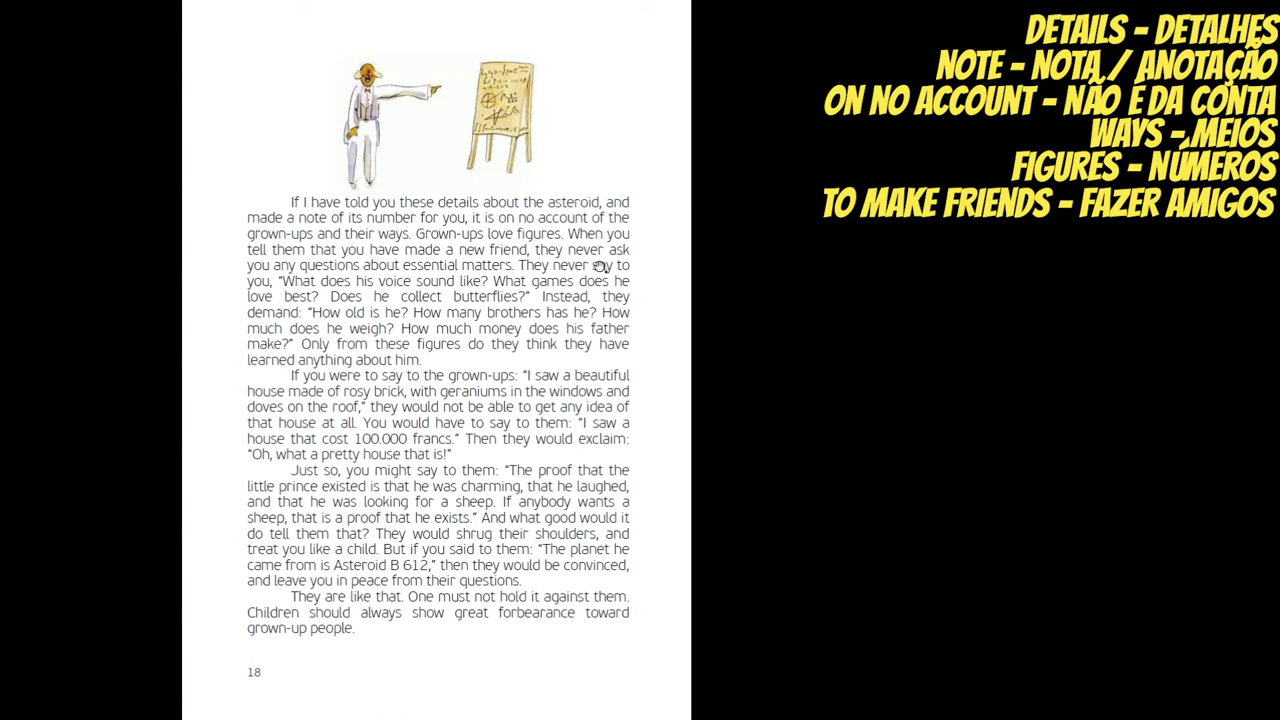 DETAILS - DETALHES
NOTE - NOTA / ANOTAÇÃO
ON NO ACCOUNT - NÃO É DA CONTA
WAYS - MEIOS
FIGURES - NÚMEROS
TO MAKE FRIENDS - FAZER AMIGOS
If I have told you these details about the asteroid, and
made a note of its number for you, it is on no account of the
grown-ups and their ways. Grown-ups love figures. When you
tell them that you have made a new friend, they never ask
you any questions about essential matters. They never say to
you, “What does his voice sound like? What games does he
love best? Does he collect butterflies?” Instead, they
demand: “How old is he? How many brothers has he? How
much does he weigh? How much money does his father
make?” Only from these figures do they think they have
learned anything about him.
If you were to say to the grown-ups: “I saw a beautiful
house made of rosy brick, with geraniums in the windows and
doves on the roof,” they would not be able to get any idea of
that house at all. You would have to say to them: “I saw a
house that cost 100.000 francs.” Then they would exclaim:
“Oh, what a pretty house that is!”
Just so, you might say to them: “The proof that the
little prince existed is that he was charming, that he laughed,
and that he was looking for a sheep. If anybody wants a
sheep, that is a proof that he exists.” And what good would it
do tell them that? They would shrug their shoulders, and
treat you like a child. But if you said to them: “The planet he
came from is Asteroid B 612,” then they would be convinced,
and leave you in peace from their questions.
They are like that. One must not hold it against them.
Children should always show great forbearance toward
grown-up people.
18